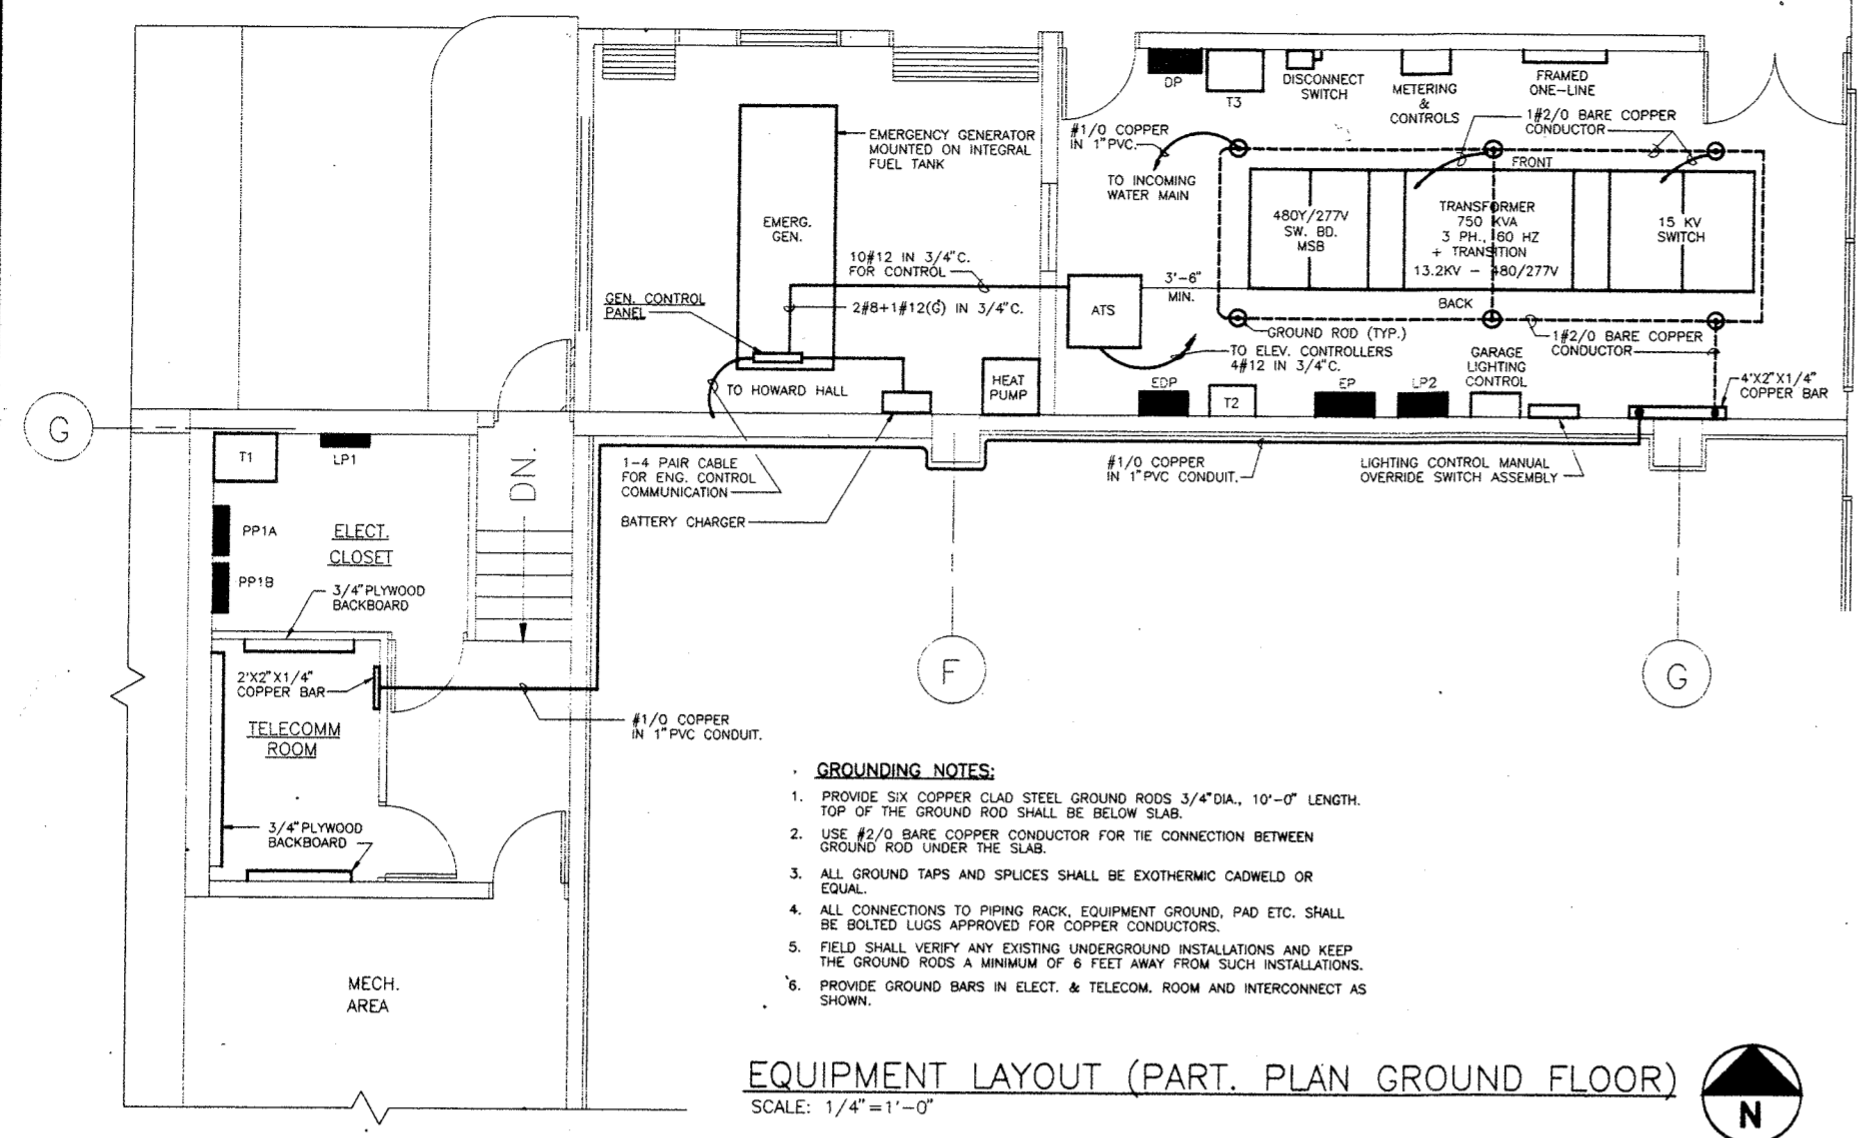 DP
T3
DISCONNECT
SWITCH
METERING
&
CONTROLS
FRAMED
ONE-LINE
1#2/0 BARE COPPER
CONDUCTOR
#1/0 COPPER
IN 1"PVC.
TO INCOMING
WATER MAIN
FRONT
EMERGENCY GENERATOR
MOUNTED ON INTEGRAL
FUEL TANK
EMERG.
GEN.
480Y/277V
SW. BD.
MSB
TRANSFORMER
750 KVA
3 PH., 60 HZ
+ TRANSITION
13.2KV - 480/277V
15 KV
SWITCH
10#12 IN 3/4"C.
FOR CONTROL
3'-6"
MIN.
GEN. CONTROL
PANEL
2#8+1#12(G) IN 3/4"C.
ATS
BACK
GROUND ROD (TYP.)
1#2/0 BARE COPPER
CONDUCTOR
TO ELEV. CONTROLLERS
4#12 IN 3/4"C.
GARAGE
LIGHTING
CONTROL
TO HOWARD HALL
HEAT
PUMP
EDP
T2
EP
LP2
4'X2"X1/4"
COPPER BAR
G
T1
LP1
DN.
1-4 PAIR CABLE
FOR ENG. CONTROL
COMMUNICATION
BATTERY CHARGER
#1/0 COPPER
IN 1"PVC CONDUIT.
LIGHTING CONTROL MANUAL
OVERRIDE SWITCH ASSEMBLY
PP1A
ELECT.
CLOSET
PP1B
3/4"PLYWOOD
BACKBOARD
F
G
2'X2"X1/4"
COPPER BAR
TELECOMM
ROOM
#1/0 COPPER
IN 1"PVC CONDUIT.
3/4"PLYWOOD
BACKBOARD
MECH.
AREA
GROUNDING NOTES:
1. PROVIDE SIX COPPER CLAD STEEL GROUND RODS 3/4"DIA., 10'-0" LENGTH.
TOP OF THE GROUND ROD SHALL BE BELOW SLAB.
2. USE #2/0 BARE COPPER CONDUCTOR FOR TIE CONNECTION BETWEEN
GROUND ROD UNDER THE SLAB.
3. ALL GROUND TAPS AND SPLICES SHALL BE EXOTHERMIC CADWELD OR
EQUAL.
4. ALL CONNECTIONS TO PIPING RACK, EQUIPMENT GROUND, PAD ETC. SHALL
BE BOLTED LUGS APPROVED FOR COPPER CONDUCTORS.
5. FIELD SHALL VERIFY ANY EXISTING UNDERGROUND INSTALLATIONS AND KEEP
THE GROUND RODS A MINIMUM OF 6 FEET AWAY FROM SUCH INSTALLATIONS.
6. PROVIDE GROUND BARS IN ELECT. & TELECOM. ROOM AND INTERCONNECT AS
SHOWN.
EQUIPMENT LAYOUT (PART. PLAN GROUND FLOOR)
SCALE: 1/4"=1'-0"
N